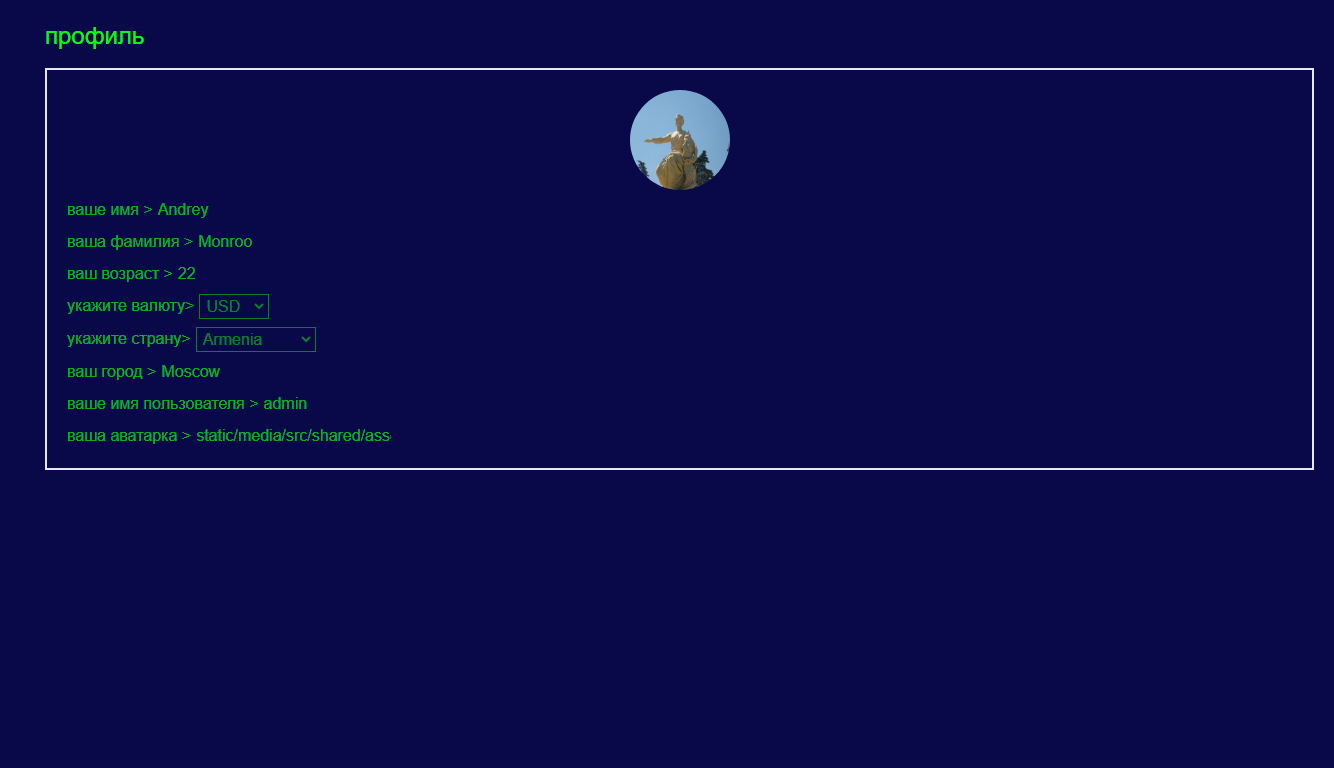 профиль
ваше имя > Andrey
ваша фамилия > Monroo
ваш возраст > 22
укажите валюту> USD
укажите страну> Armenia
ваш город > Moscow
ваше имя пользователя > admin
ваша аватарка > static/media/src/shared/ass